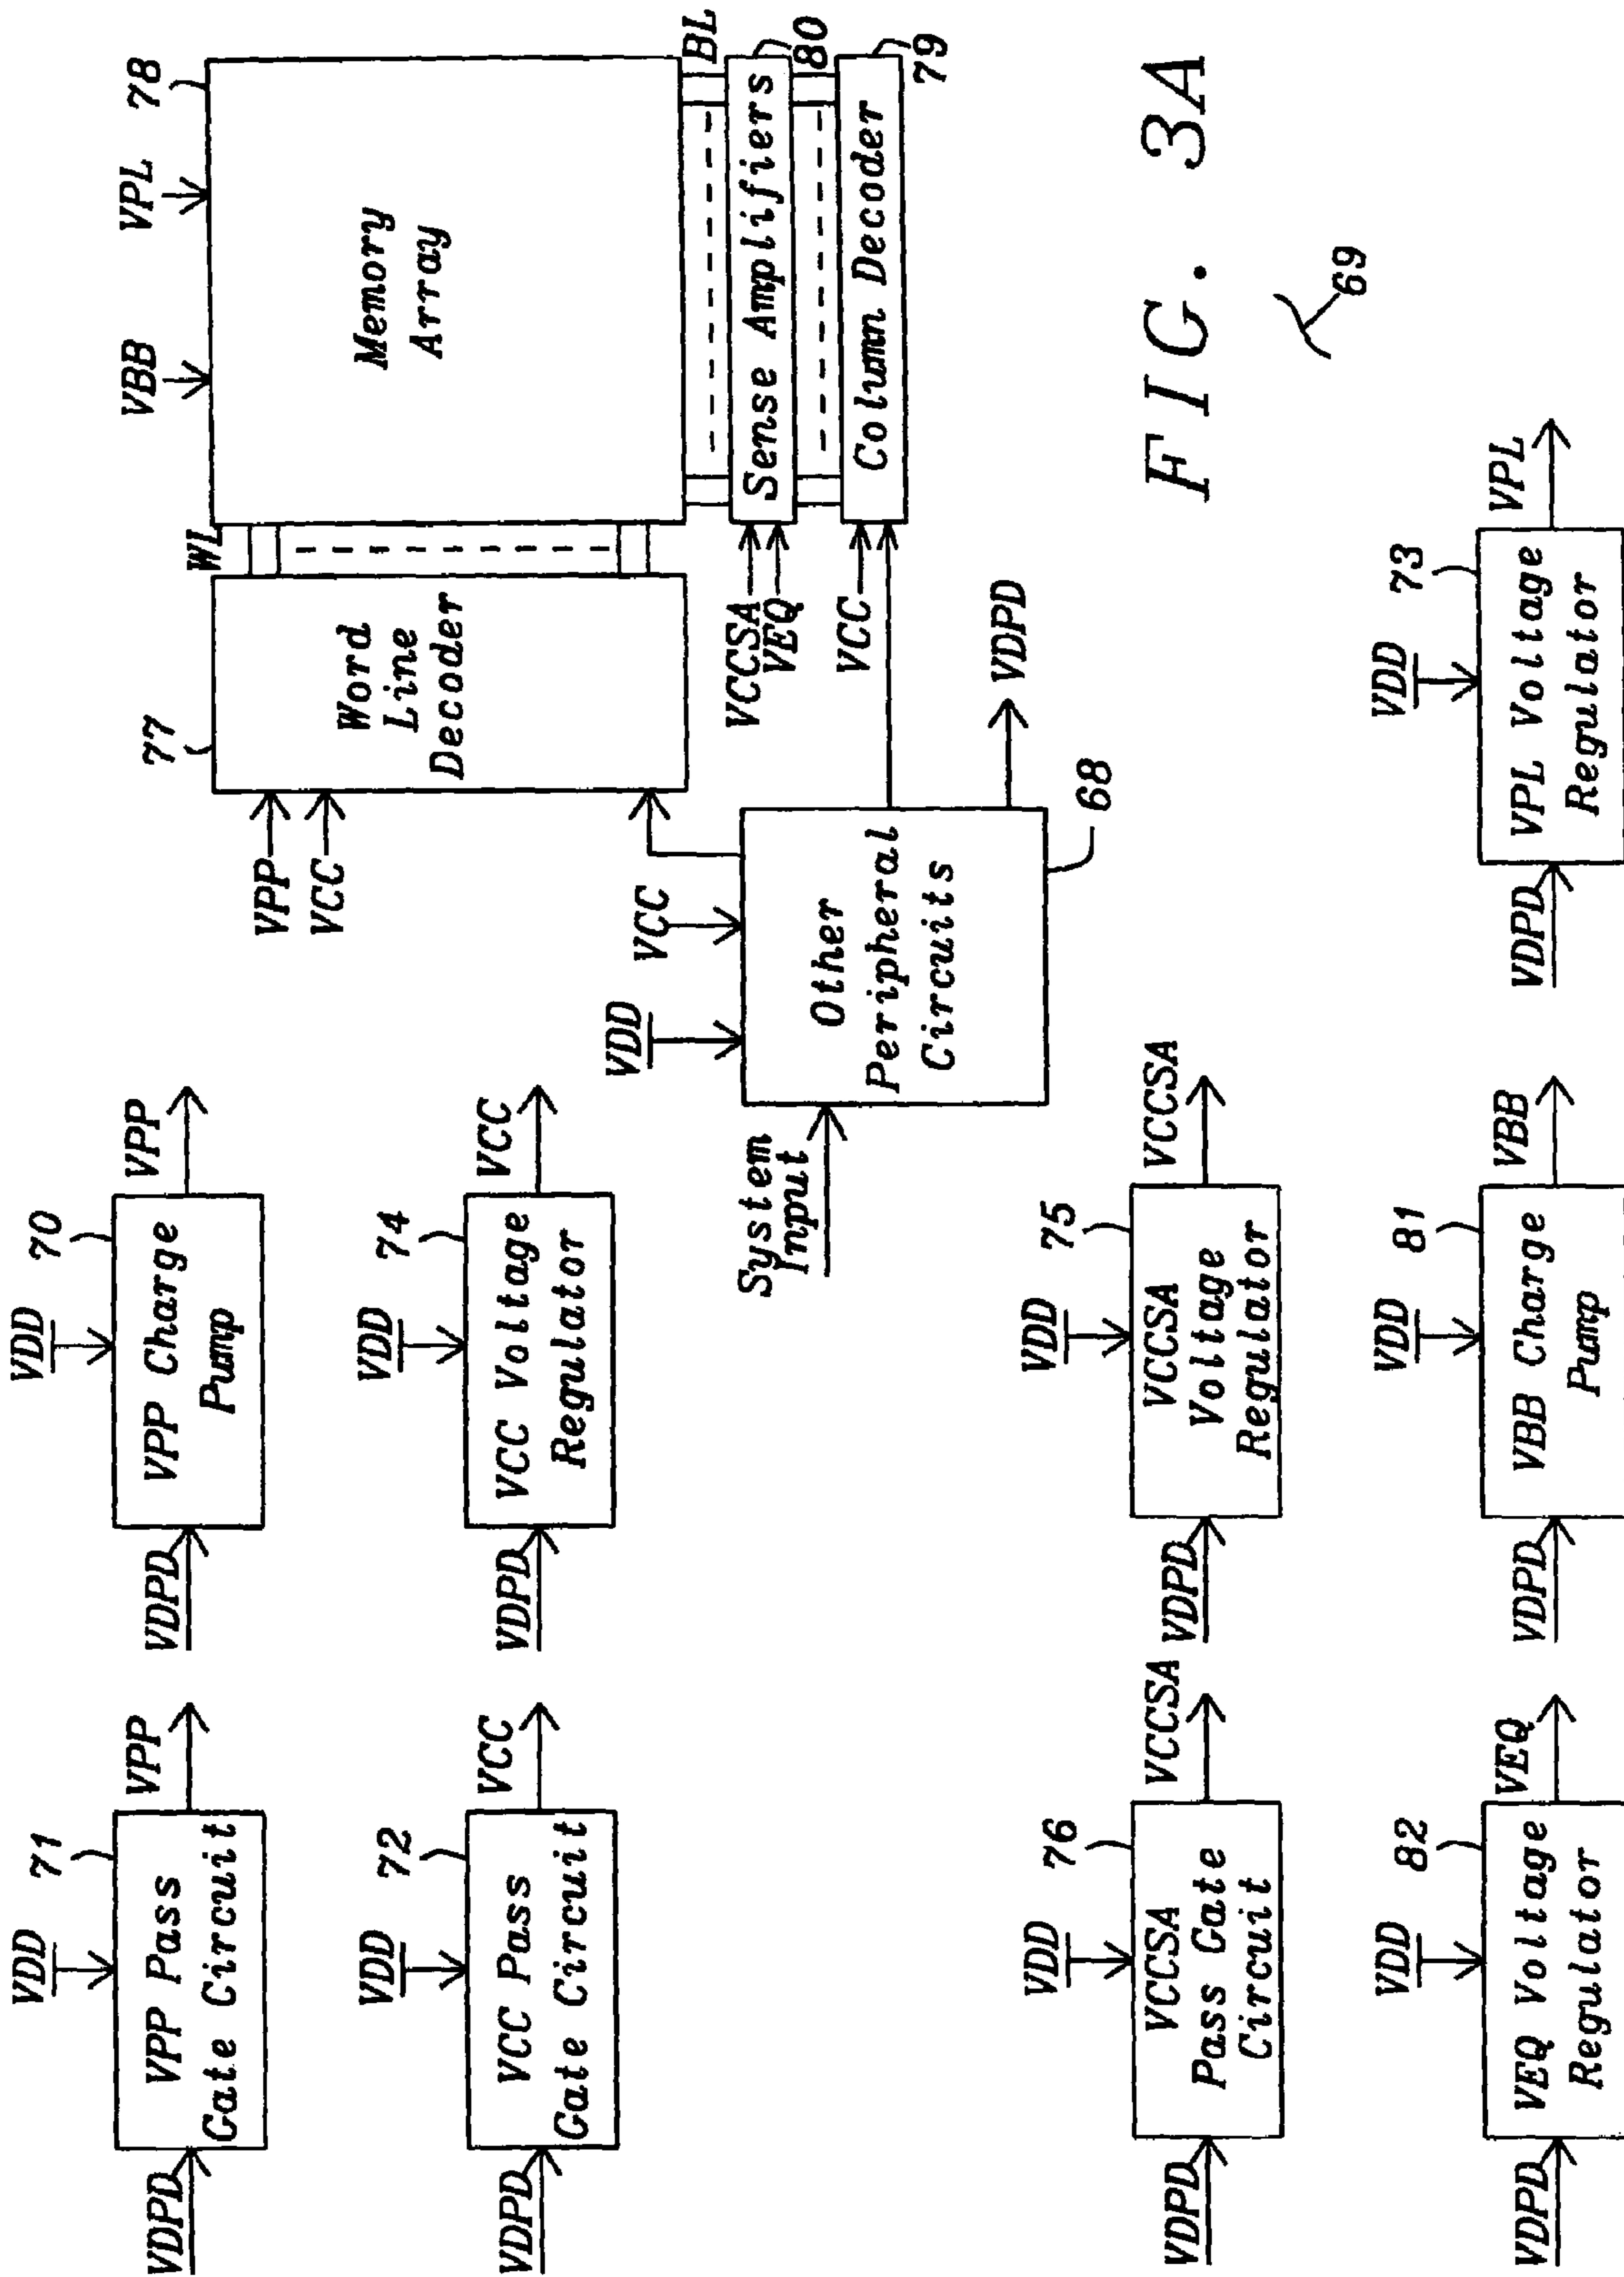 VDD
71
VPP Pass
Gate Circuit
VDPD
VPP
VDD
70
VPP Charge
Pump
VDPD
VPP
VDD
72
VCC Pass
Gate Circuit
VDPD
VCC
VDD
74
VCC Voltage
Regulator
VDPD
VCC
77
Word
Line
Decoder
VPP
VCC
WL
VBB
VPL
78
Memory
Array
BL
VCCSA
VEQ
Sense Amplifiers
80
VCC
Column Decoder
79
VDD
VCC
System
Input
Other
Peripheral
Circuits
68
VDPD
VDD
76
VCCSA
Pass Gate
Circuit
VDPD
VCCSA
VDD
75
VCCSA
Voltage
Regulator
VDPD
VCCSA
FIG. 3A
69
VDD
82
VEQ Voltage
Regulator
VDPD
VEQ
VDD
81
VBB Charge
Pump
VDPD
VBB
VDD
73
VPL Voltage
Regulator
VDPD
VPL